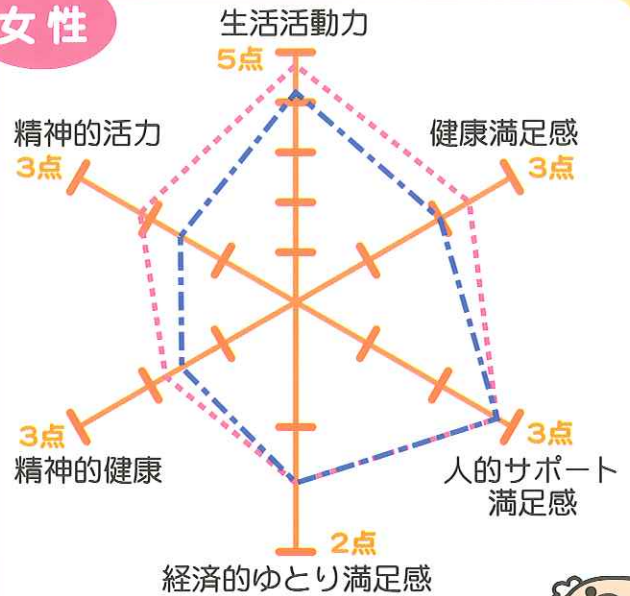 女性
生活活動力
5点
精神的活力
3点
健康満足感
3点
3点
精神的健康
3点
人的サポート
満足感
2点
経済的ゆとり満足感